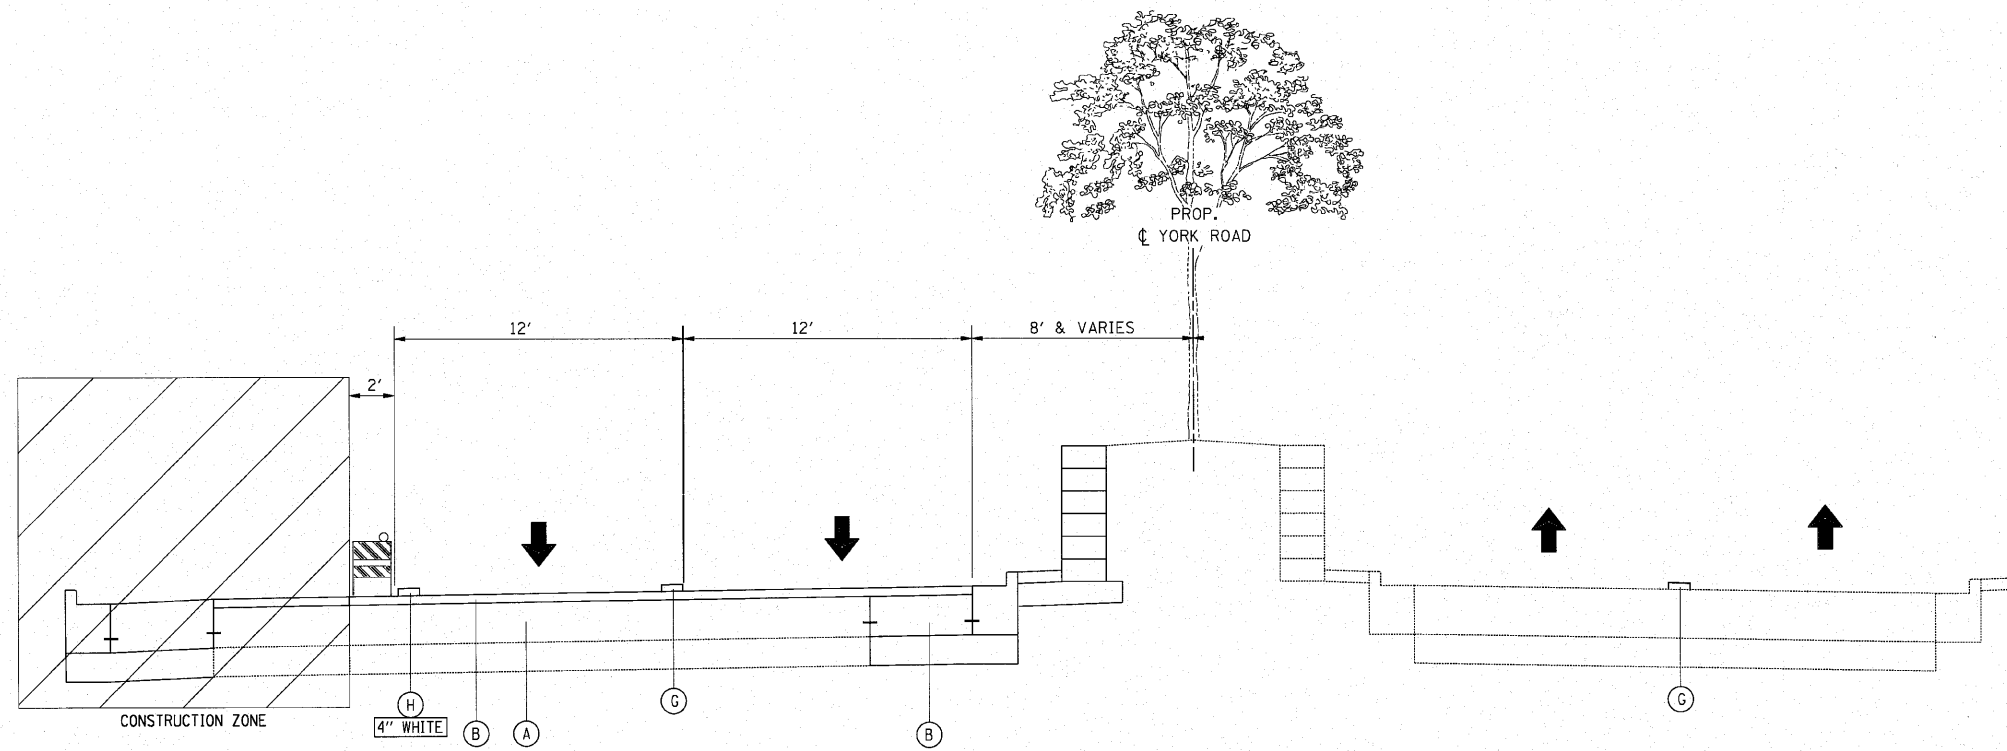 PROP.
℄ YORK ROAD
12'
12'
8' & VARIES
2'
H
G
G
4" WHITE
B
A
B
CONSTRUCTION ZONE